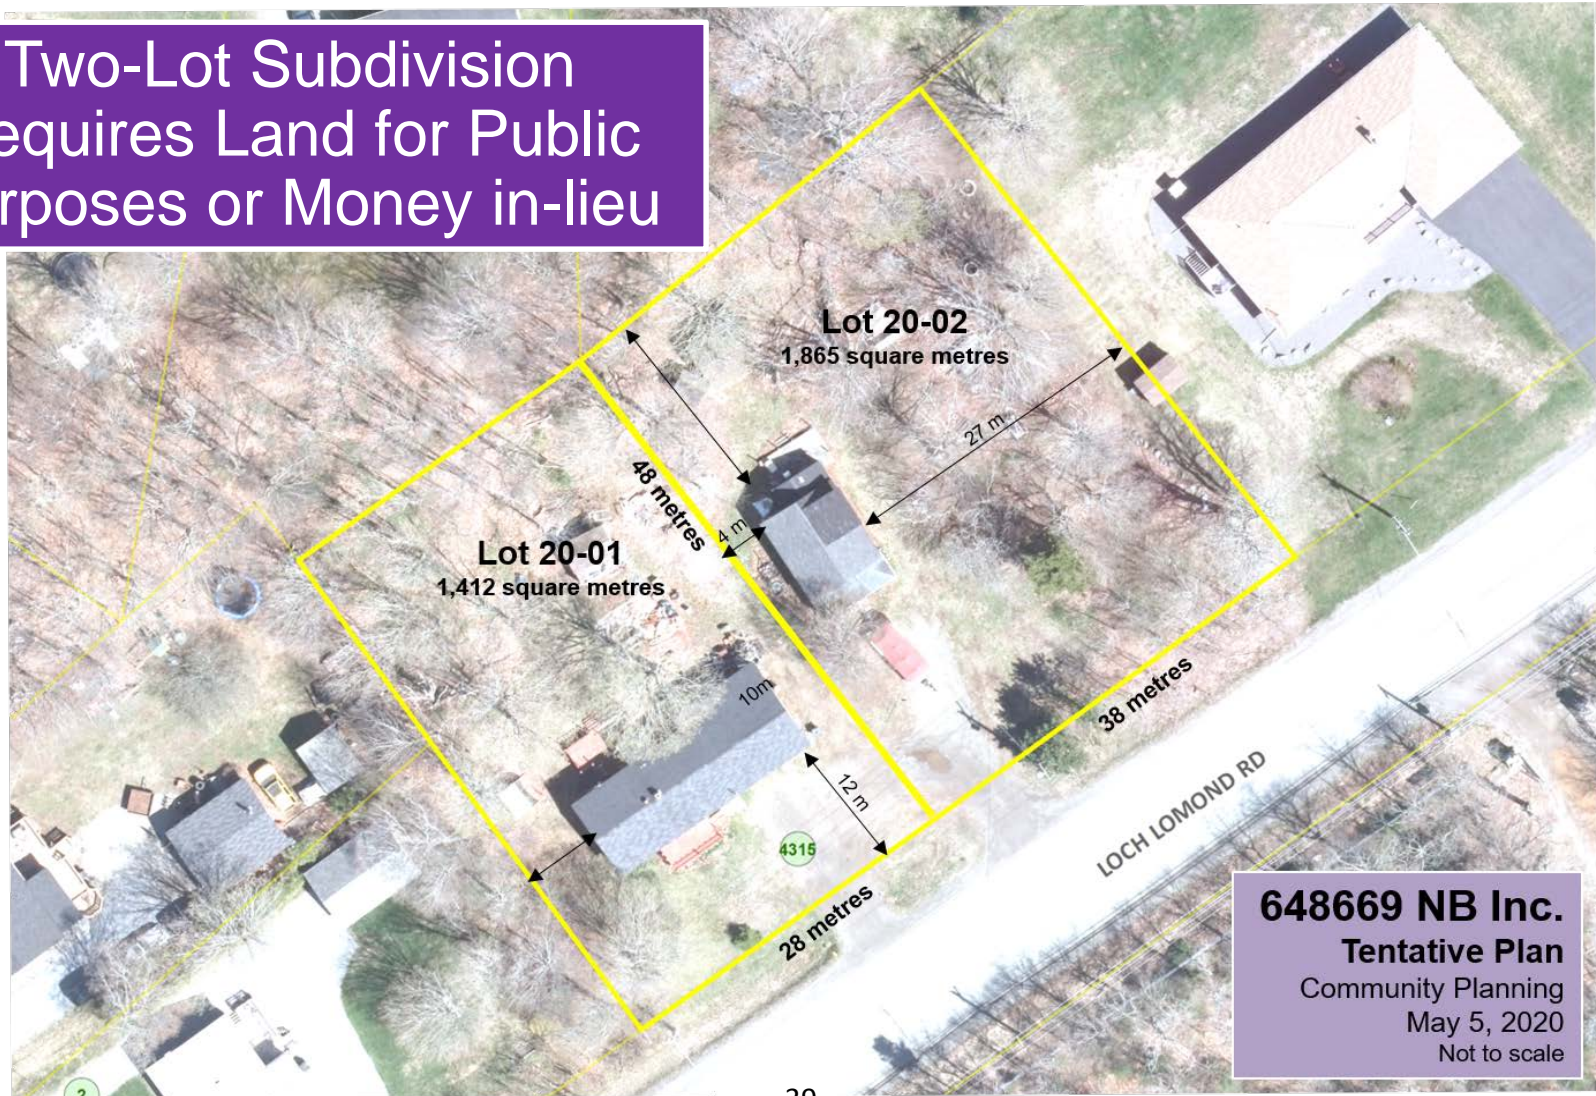 Two-Lot Subdivision
equires Land for Public
rposes or Money in-lieu
Lot 20-02
1,865 square metres
27 m
48 metres
4 m
Lot 20-01
1,412 square metres
10m
38 metres
12 m
LOCH LOMOND RD
4315
28 metres
648669 NB Inc.
Tentative Plan
Community Planning
May 5, 2020
Not to scale